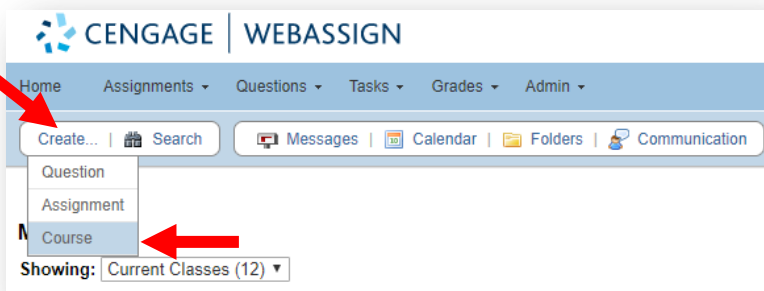 CENGAGE | WEBASSIGN
Home Assignments Questions Tasks Grades Admin
Create... | Search Messages | Calendar | Folders | Communication
Question
Assignment
Course
Showing: Current Classes (12)